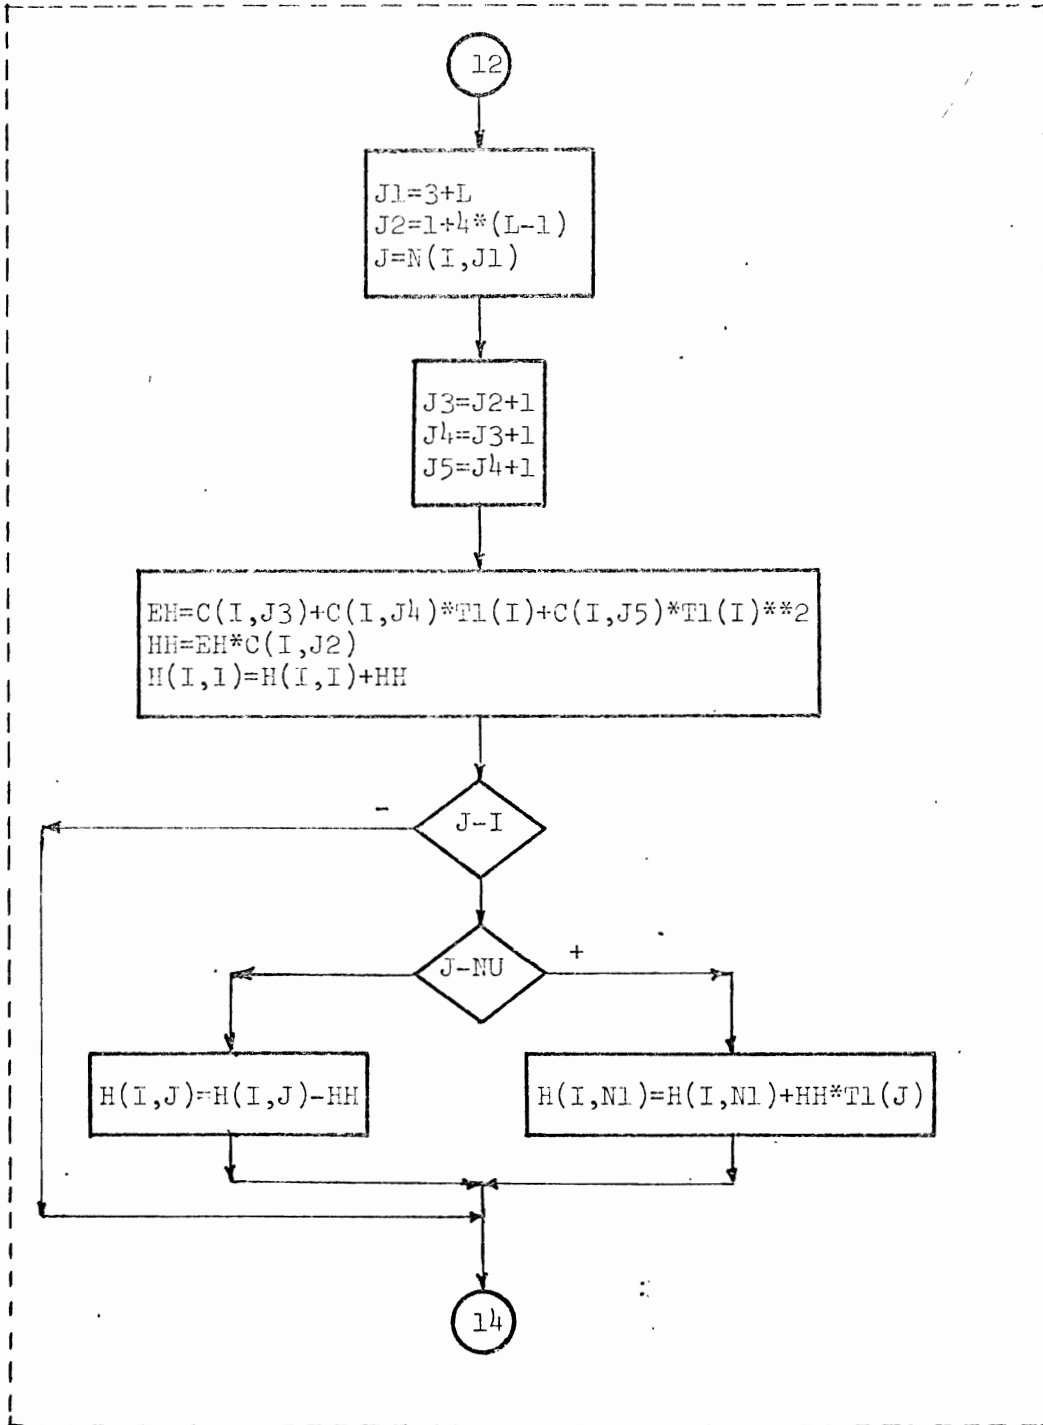 12
J1=3+L
J2=1+4*(L-1)
J=N(I,J1)
J3=J2+1
J4=J3+1
J5=J4+1
EH=C(I,J3)+C(I,J4)*T1(I)+C(I,J5)*T1(I)**2
HH=EH*C(I,J2)
H(I,1)=H(I,I)+HH
-
J-I
J-NU
+
H(I,J)=H(I,J)-HH
H(I,N1)=H(I,N1)+HH*T1(J)
14